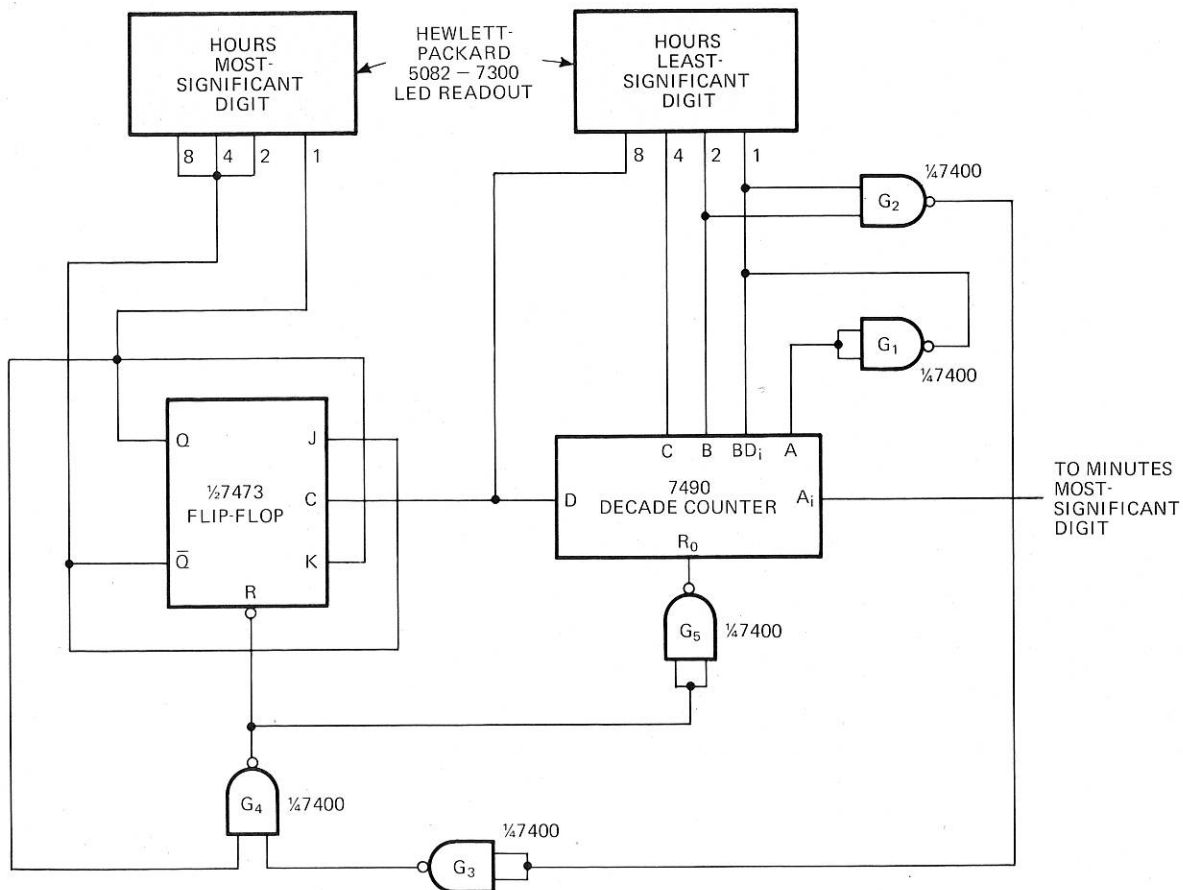 HOURS
MOST-
SIGNIFICANT
DIGIT
HEWLETT-
PACKARD
5082 – 7300
LED READOUT
HOURS
LEAST-
SIGNIFICANT
DIGIT
8 4 2 1
8 4 2 1
¼7400
G₂
G₁
¼7400
Q
J
½7473
FLIP-FLOP
C
Q̅
K
R
C B BDᵢ A
7490
DECADE COUNTER
D
Aᵢ
R₀
TO MINUTES
MOST-
SIGNIFICANT
DIGIT
G₅
¼7400
G₄
¼7400
¼7400
G₃